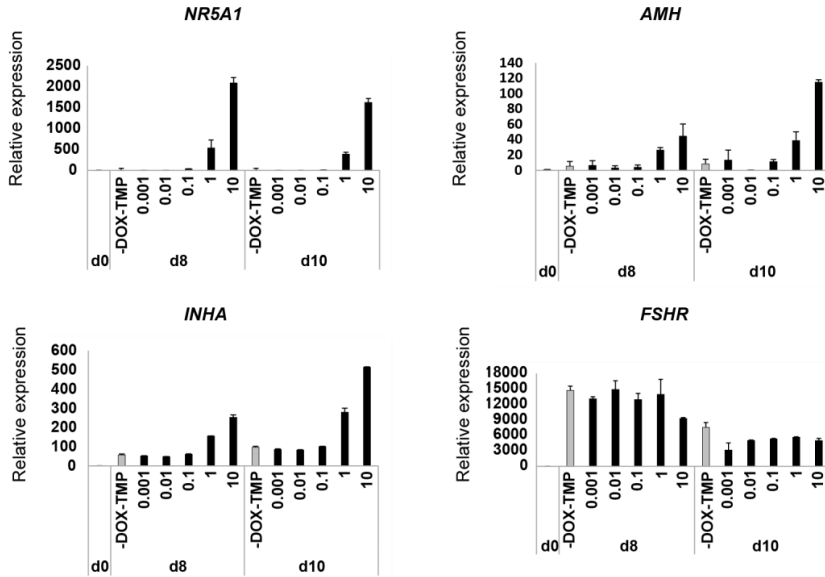 NR5A1
Relative expression
2500
2000
1500
1000
500
0
-DOX-TMP
0.001
0.01
0.1
1
10
-DOX-TMP
0.001
0.01
0.1
1
10
d0
d8
d10
AMH
Relative expression
140
120
100
80
60
40
20
0
-DOX-TMP
0.001
0.01
0.1
1
10
-DOX-TMP
0.001
0.01
0.1
1
10
d0
d8
d10
INHA
Relative expression
600
500
400
300
200
100
0
-DOX-TMP
0.001
0.01
0.1
1
10
-DOX-TMP
0.001
0.01
0.1
1
10
d0
d8
d10
FSHR
Relative expression
18000
15000
12000
9000
6000
3000
0
-DOX-TMP
0.001
0.01
0.1
1
10
-DOX-TMP
0.001
0.01
0.1
1
10
d0
d8
d10